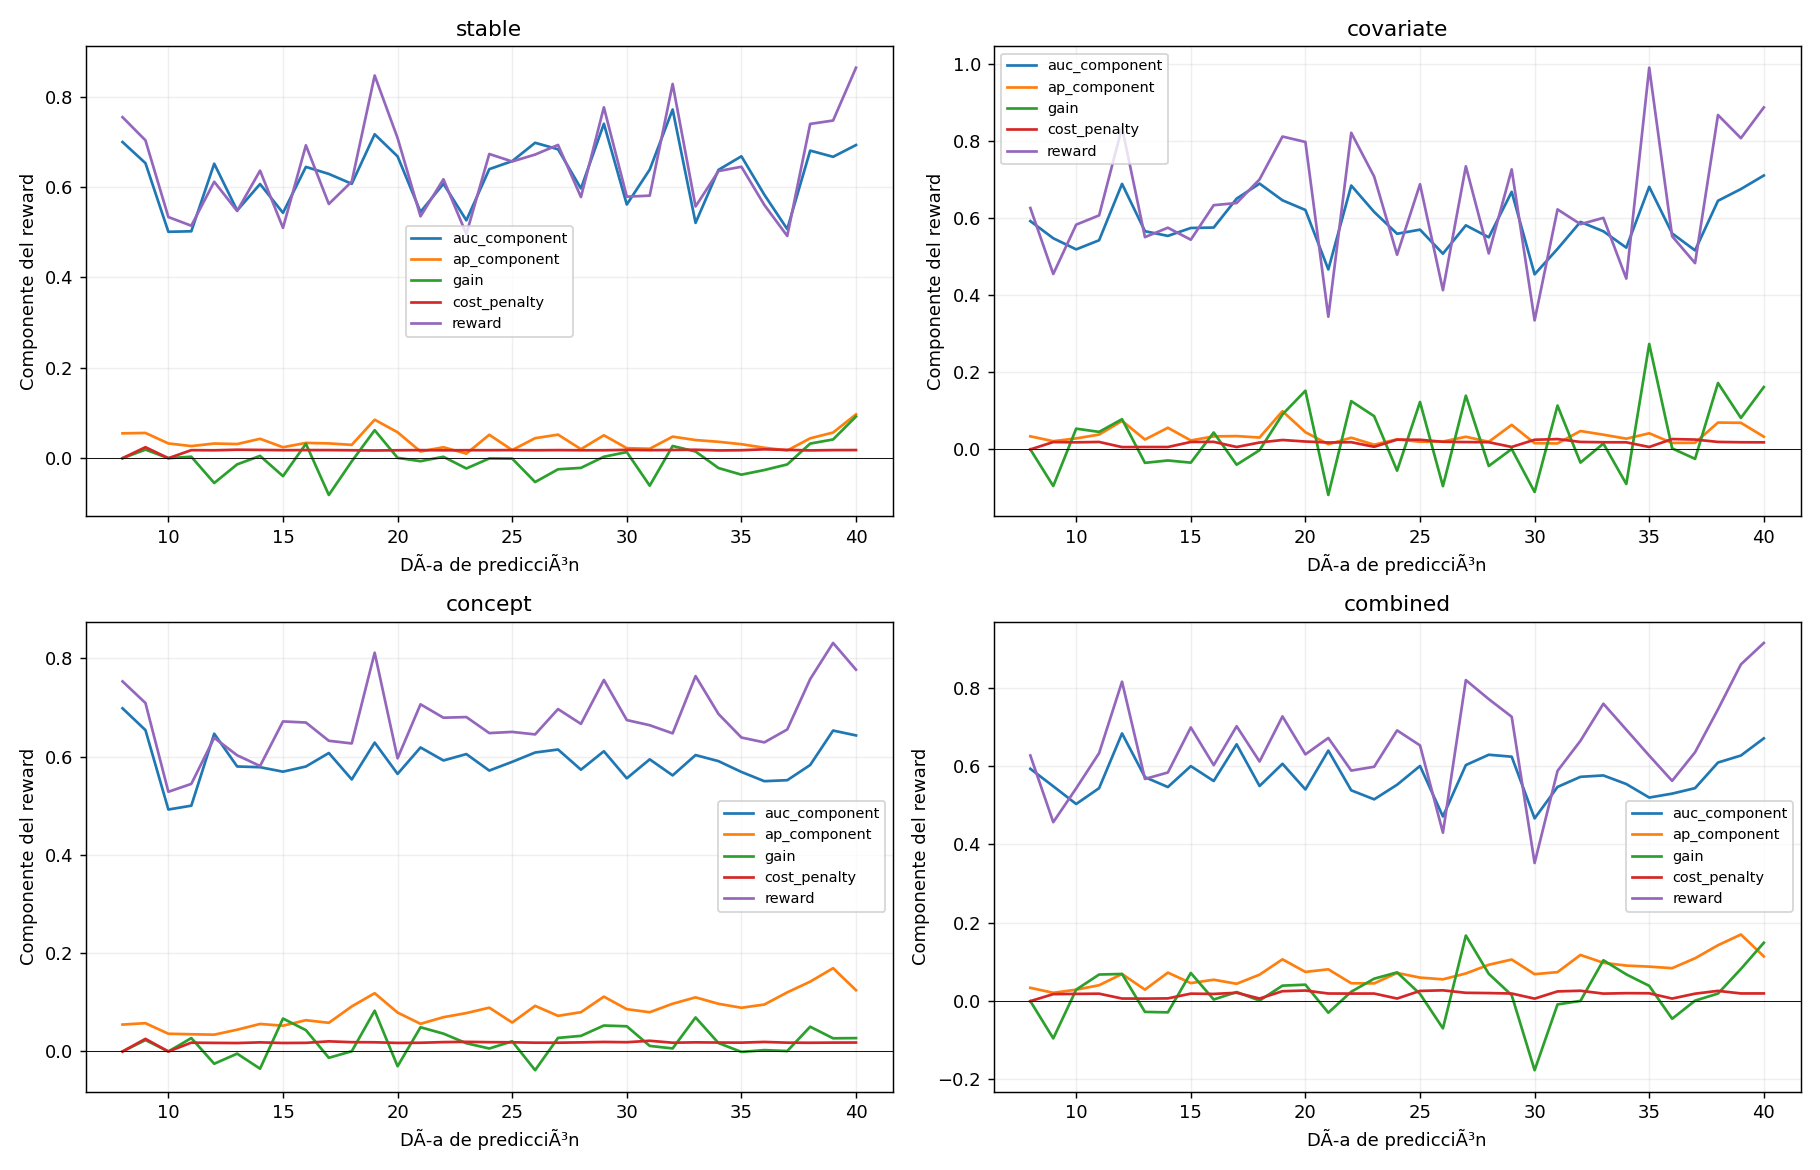 stable
Componente del reward
0.8
0.6
0.4
0.2
0.0
auc_component
ap_component
gain
cost_penalty
reward
10 15 20 25 30 35 40
DÃ-a de predicciÃ³n
covariate
Componente del reward
1.0
0.8
0.6
0.4
0.2
0.0
auc_component
ap_component
gain
cost_penalty
reward
10 15 20 25 30 35 40
DÃ-a de predicciÃ³n
concept
Componente del reward
0.8
0.6
0.4
0.2
0.0
auc_component
ap_component
gain
cost_penalty
reward
10 15 20 25 30 35 40
DÃ-a de predicciÃ³n
combined
Componente del reward
0.8
0.6
0.4
0.2
0.0
−0.2
auc_component
ap_component
gain
cost_penalty
reward
10 15 20 25 30 35 40
DÃ-a de predicciÃ³n